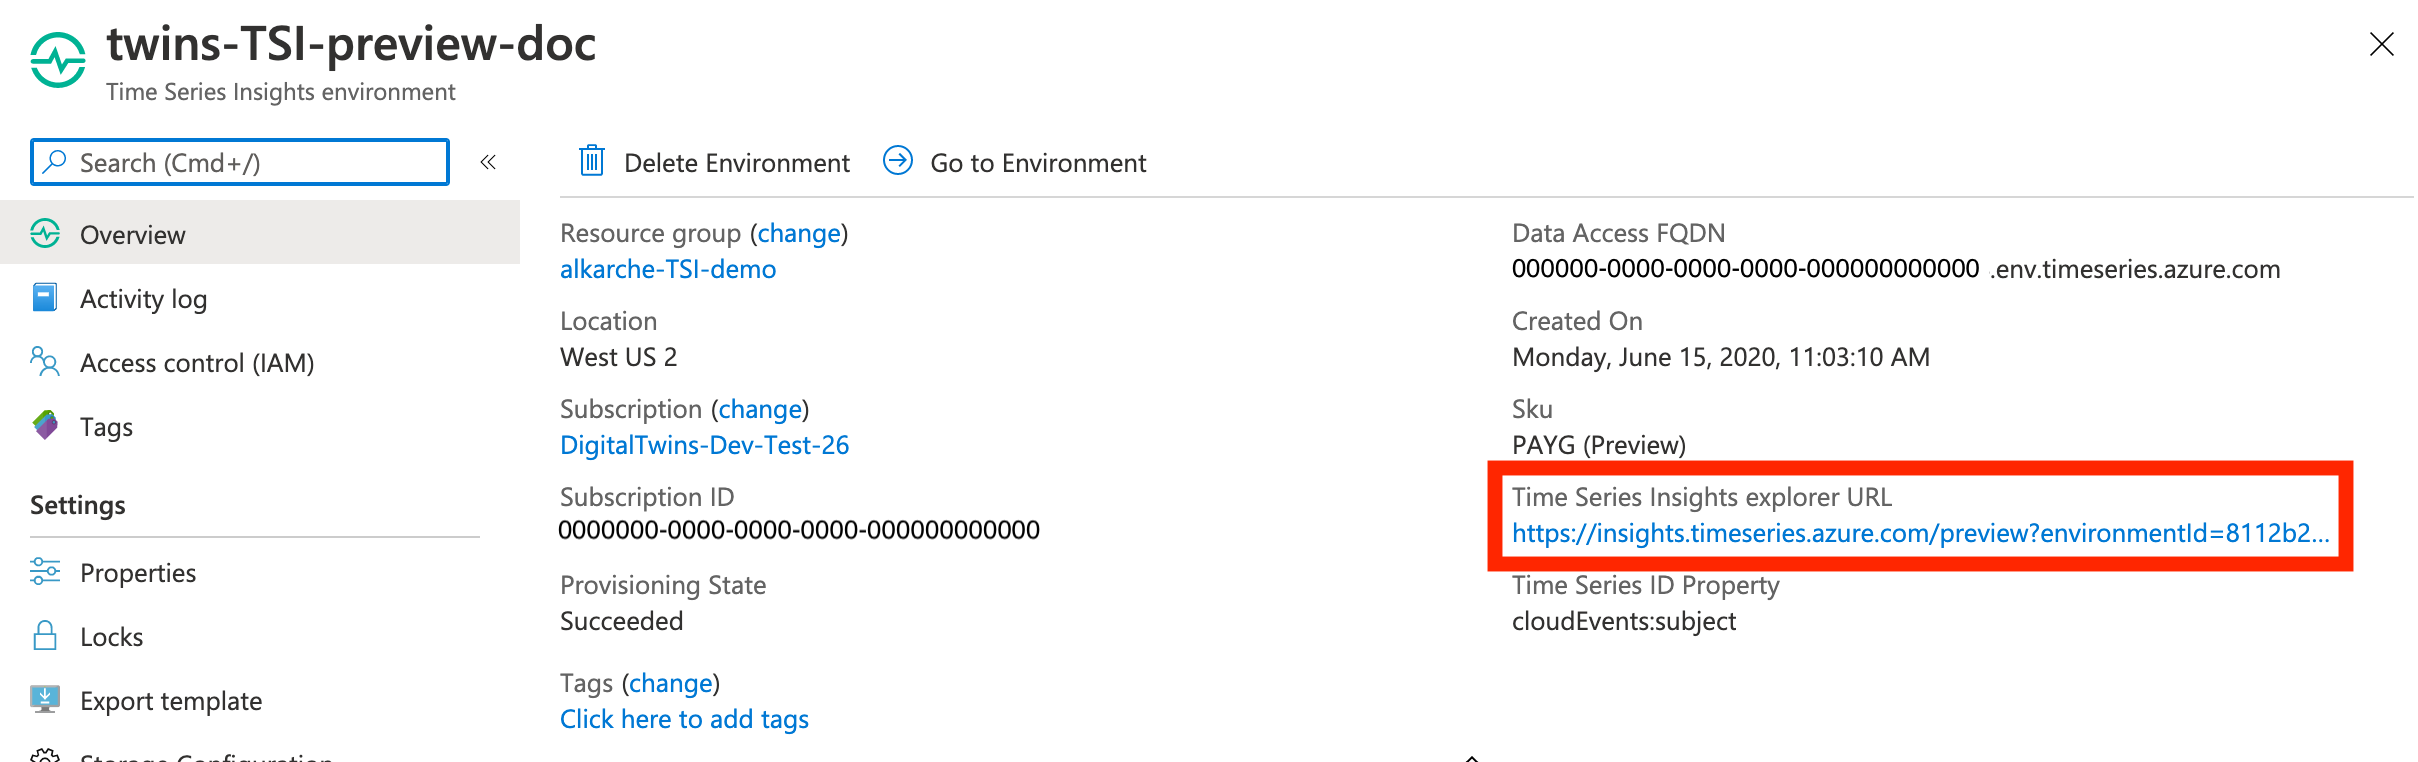 twins-TSI-preview-doc
Time Series Insights environment
Search (Cmd+/)
«
Delete Environment
Go to Environment
Overview
Activity log
Access control (IAM)
Tags
Settings
Properties
Locks
Export template
Storage Configuration
Resource group (change)
alkarche-TSI-demo
Location
West US 2
Subscription (change)
DigitalTwins-Dev-Test-26
Subscription ID
0000000-0000-0000-0000-000000000000
Provisioning State
Succeeded
Tags (change)
Click here to add tags
Data Access FQDN
000000-0000-0000-0000-000000000000 .env.timeseries.azure.com
Created On
Monday, June 15, 2020, 11:03:10 AM
Sku
PAYG (Preview)
Time Series Insights explorer URL
https://insights.timeseries.azure.com/preview?environmentId=8112b2...
Time Series ID Property
cloudEvents:subject